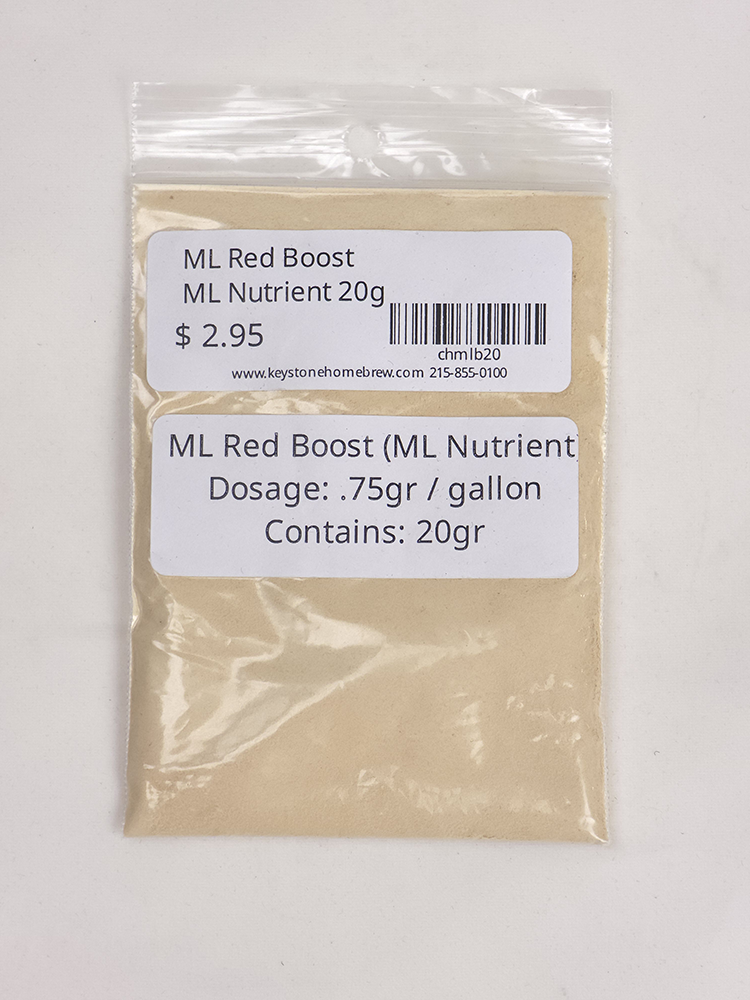 ML Red Boost
ML Nutrient 20g
$ 2.95
chmlb20
www.keystonehomebrew.com 215-855-0100
ML Red Boost (ML Nutrient)
Dosage: .75gr / gallon
Contains: 20gr